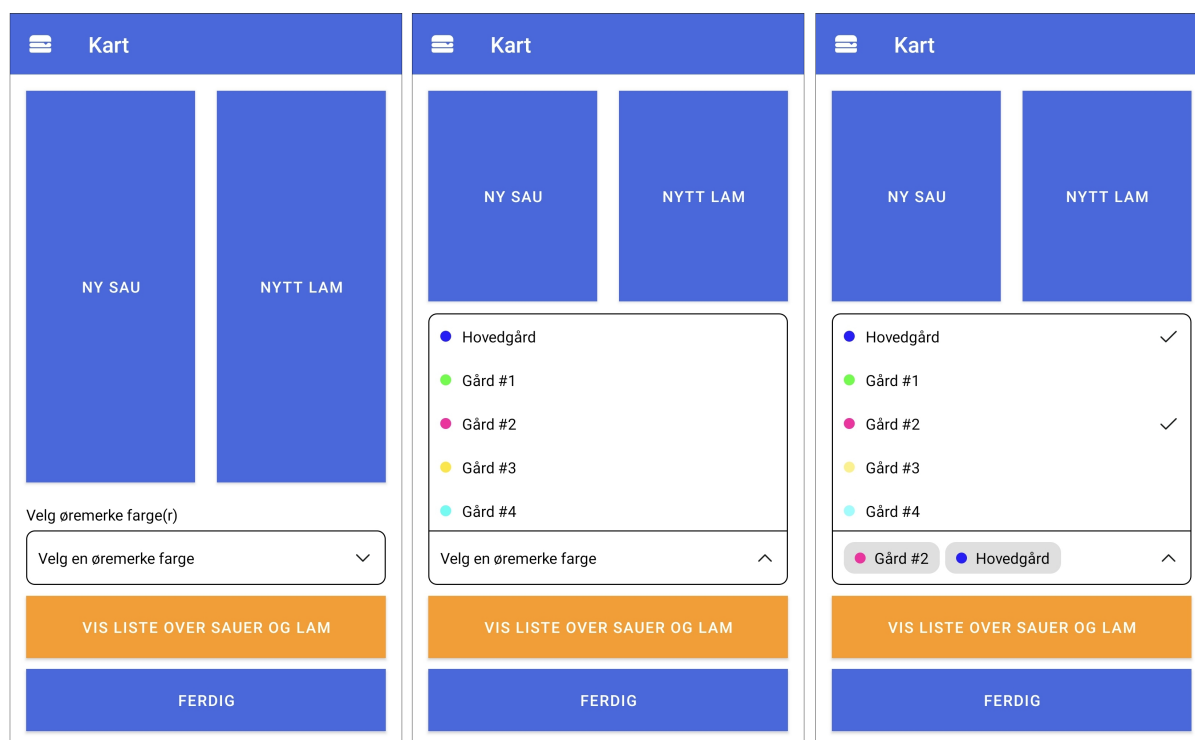 Kart
NY SAU
NYTT LAM
Velg øremerke farge(r)
Velg en øremerke farge
VIS LISTE OVER SAUER OG LAM
FERDIG
Kart
NY SAU
NYTT LAM
Hovedgård
Gård #1
Gård #2
Gård #3
Gård #4
Velg en øremerke farge
VIS LISTE OVER SAUER OG LAM
FERDIG
Kart
NY SAU
NYTT LAM
Hovedgård
Gård #1
Gård #2
Gård #3
Gård #4
Gård #2 Hovedgård
VIS LISTE OVER SAUER OG LAM
FERDIG